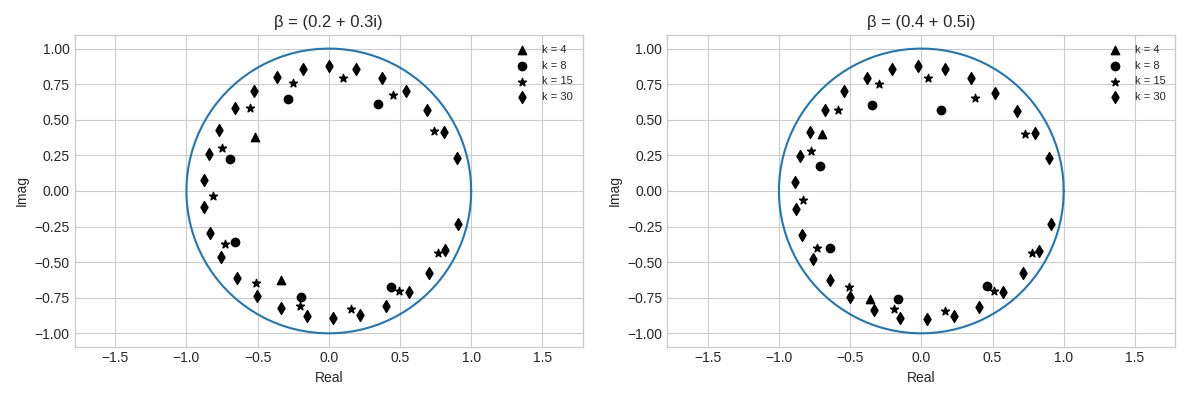 β = (0.2 + 0.3i)
k = 4
k = 8
k = 15
k = 30
1.00
0.75
0.50
0.25
0.00
−0.25
−0.50
−0.75
−1.00
Imag
−1.5
−1.0
−0.5
0.0
0.5
1.0
1.5
Real
β = (0.4 + 0.5i)
k = 4
k = 8
k = 15
k = 30
1.00
0.75
0.50
0.25
0.00
−0.25
−0.50
−0.75
−1.00
Imag
−1.5
−1.0
−0.5
0.0
0.5
1.0
1.5
Real